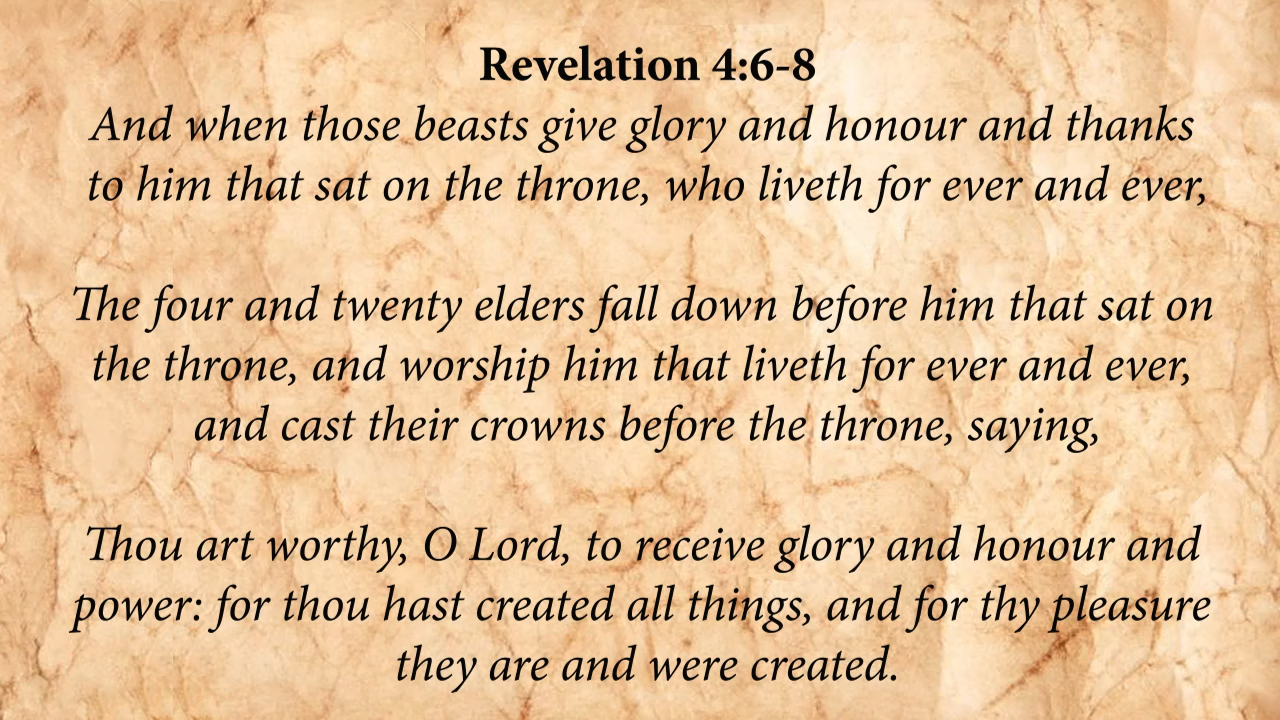 Revelation 4:6-8
And when those beasts give glory and honour and thanks
to him that sat on the throne, who liveth for ever and ever,
The four and twenty elders fall down before him that sat on
the throne, and worship him that liveth for ever and ever,
and cast their crowns before the throne, saying,
Thou art worthy, O Lord, to receive glory and honour and
power: for thou hast created all things, and for thy pleasure
they are and were created.